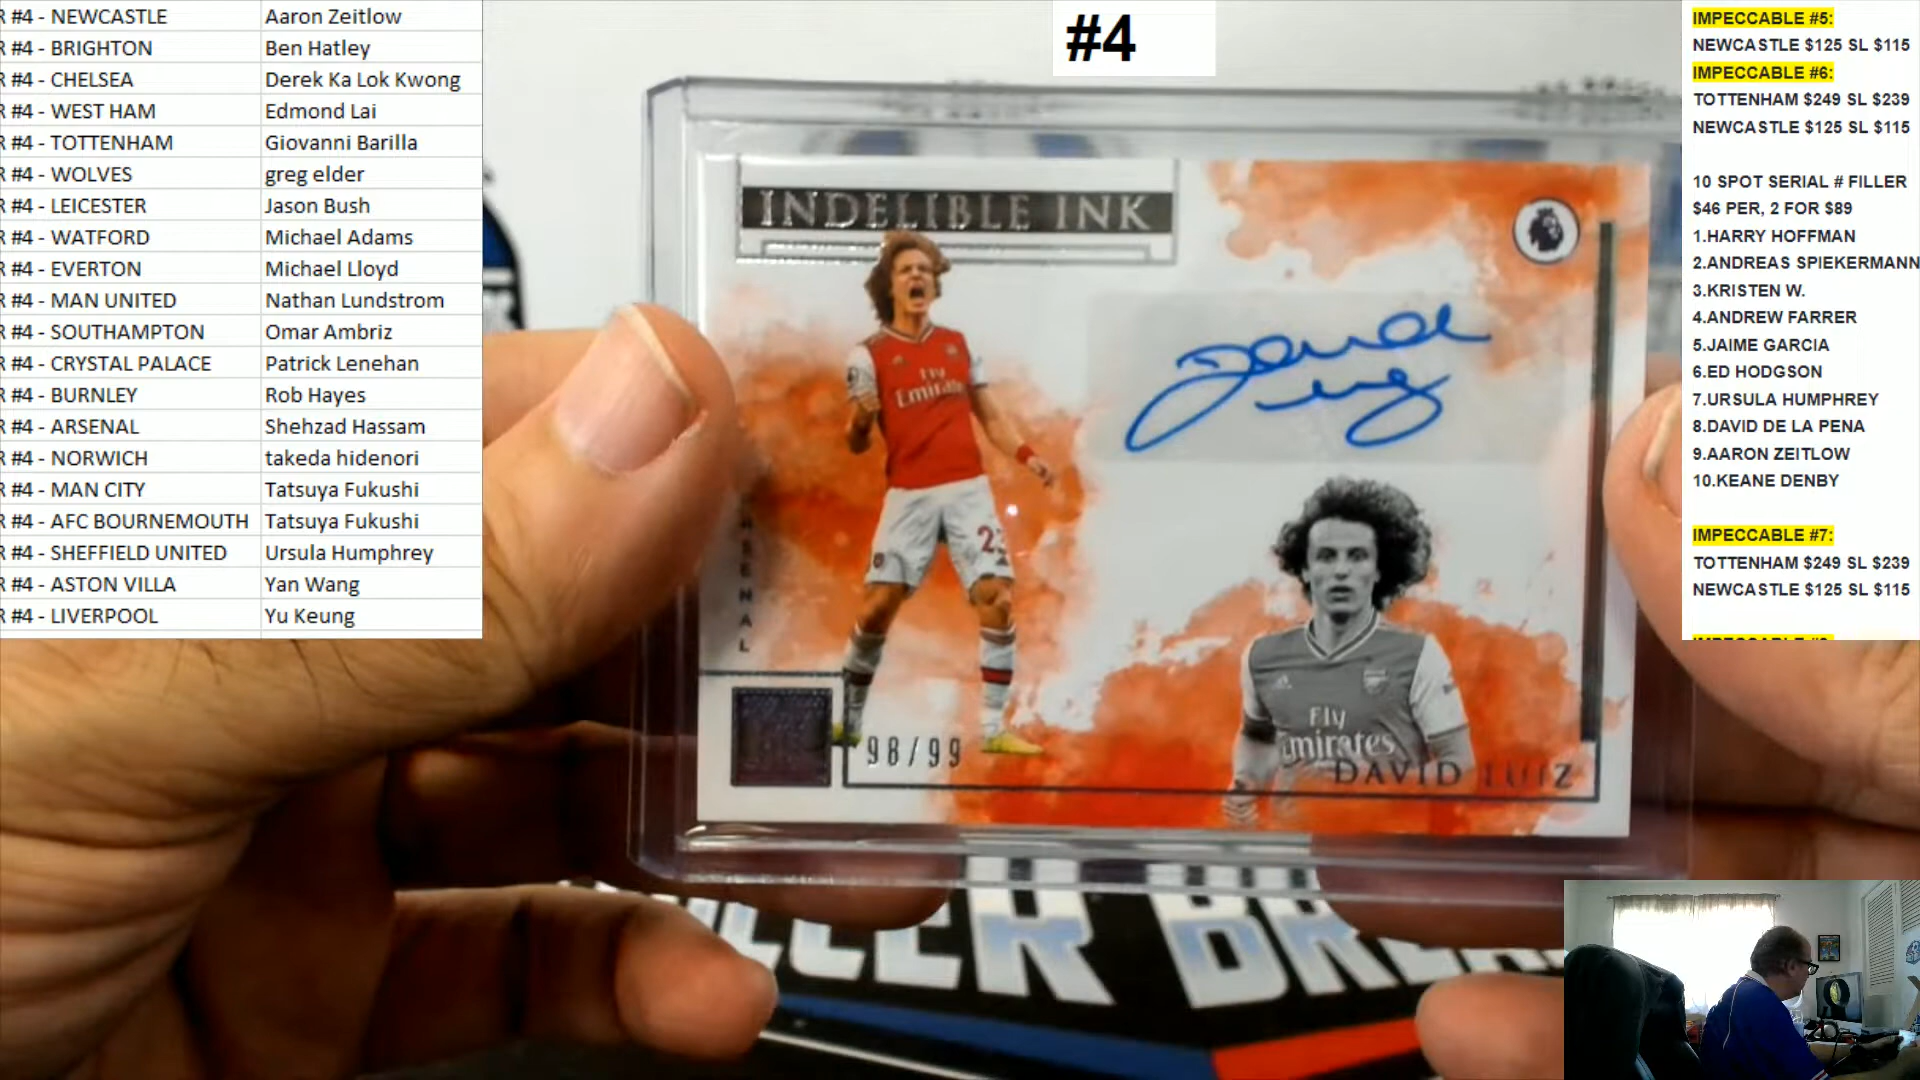 R #4 - NEWCASTLE Aaron Zeitlow
R #4 - BRIGHTON Ben Hatley
R #4 - CHELSEA Derek Ka Lok Kwong
R #4 - WEST HAM Edmond Lai
R #4 - TOTTENHAM Giovanni Barilla
R #4 - WOLVES greg elder
R #4 - LEICESTER Jason Bush
R #4 - WATFORD Michael Adams
R #4 - EVERTON Michael Lloyd
R #4 - MAN UNITED Nathan Lundstrom
R #4 - SOUTHAMPTON Omar Ambriz
R #4 - CRYSTAL PALACE Patrick Lenehan
R #4 - BURNLEY Rob Hayes
R #4 - ARSENAL Shehzad Hassam
R #4 - NORWICH takeda hidenori
R #4 - MAN CITY Tatsuya Fukushi
R #4 - AFC BOURNEMOUTH Tatsuya Fukushi
R #4 - SHEFFIELD UNITED Ursula Humphrey
R #4 - ASTON VILLA Yan Wang
R #4 - LIVERPOOL Yu Keung
#4
INDELIBLE INK
Fly
Emirates
ARSENAL
98/99
Fly
Emirates
DAVID LUIZ
IMPECCABLE #5:
NEWCASTLE $125 SL $115
IMPECCABLE #6:
TOTTENHAM $249 SL $239
NEWCASTLE $125 SL $115
10 SPOT SERIAL # FILLER
$46 PER, 2 FOR $89
1.HARRY HOFFMAN
2.ANDREAS SPIEKERMANN
3.KRISTEN W.
4.ANDREW FARRER
5.JAIME GARCIA
6.ED HODGSON
7.URSULA HUMPHREY
8.DAVID DE LA PENA
9.AARON ZEITLOW
10.KEANE DENBY
IMPECCABLE #7:
TOTTENHAM $249 SL $239
NEWCASTLE $125 SL $115